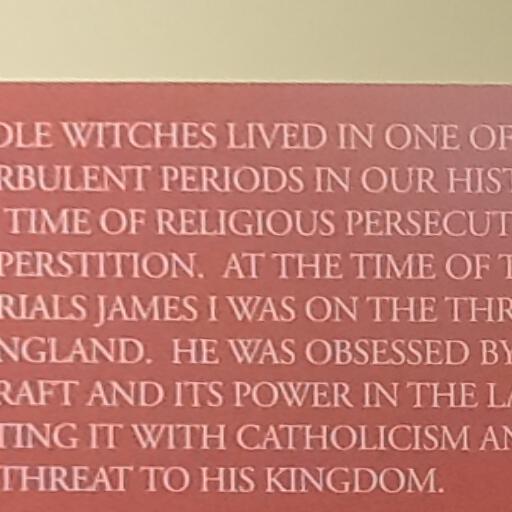 DLE WITCHES LIVED IN ONE OF
RBULENT PERIODS IN OUR HIST
TIME OF RELIGIOUS PERSECUT
PERSTITION. AT THE TIME OF T
RIALS JAMES I WAS ON THE THR
NGLAND. HE WAS OBSESSED BY
RAFT AND ITS POWER IN THE LA
TING IT WITH CATHOLICISM AN
THREAT TO HIS KINGDOM.